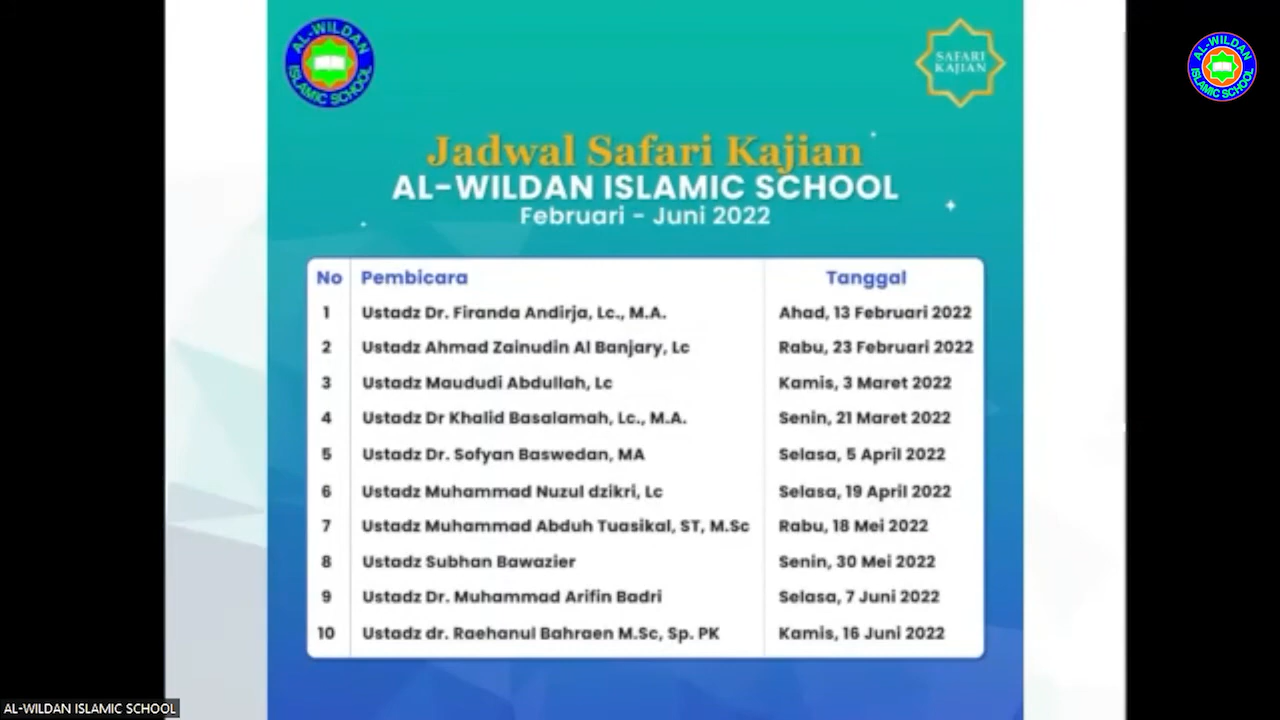 AL-WILDAN
ISLAMIC SCHOOL
SAFARI
KAJIAN
AL-WILDAN
ISLAMIC SCHOOL
Jadwal Safari Kajian
AL-WILDAN ISLAMIC SCHOOL
Februari - Juni 2022
No Pembicara Tanggal
1 Ustadz Dr. Firanda Andirja, Lc., M.A. Ahad, 13 Februari 2022
2 Ustadz Ahmad Zainudin Al Banjary, Lc Rabu, 23 Februari 2022
3 Ustadz Maududi Abdullah, Lc Kamis, 3 Maret 2022
4 Ustadz Dr Khalid Basalamah, Lc., M.A. Senin, 21 Maret 2022
5 Ustadz Dr. Sofyan Baswedan, MA Selasa, 5 April 2022
6 Ustadz Muhammad Nuzul dzikri, Lc Selasa, 19 April 2022
7 Ustadz Muhammad Abduh Tuasikal, ST, M.Sc Rabu, 18 Mei 2022
8 Ustadz Subhan Bawazier Senin, 30 Mei 2022
9 Ustadz Dr. Muhammad Arifin Badri Selasa, 7 Juni 2022
10 Ustadz dr. Raehanul Bahraen M.Sc, Sp. PK Kamis, 16 Juni 2022
AL-WILDAN ISLAMIC SCHOOL